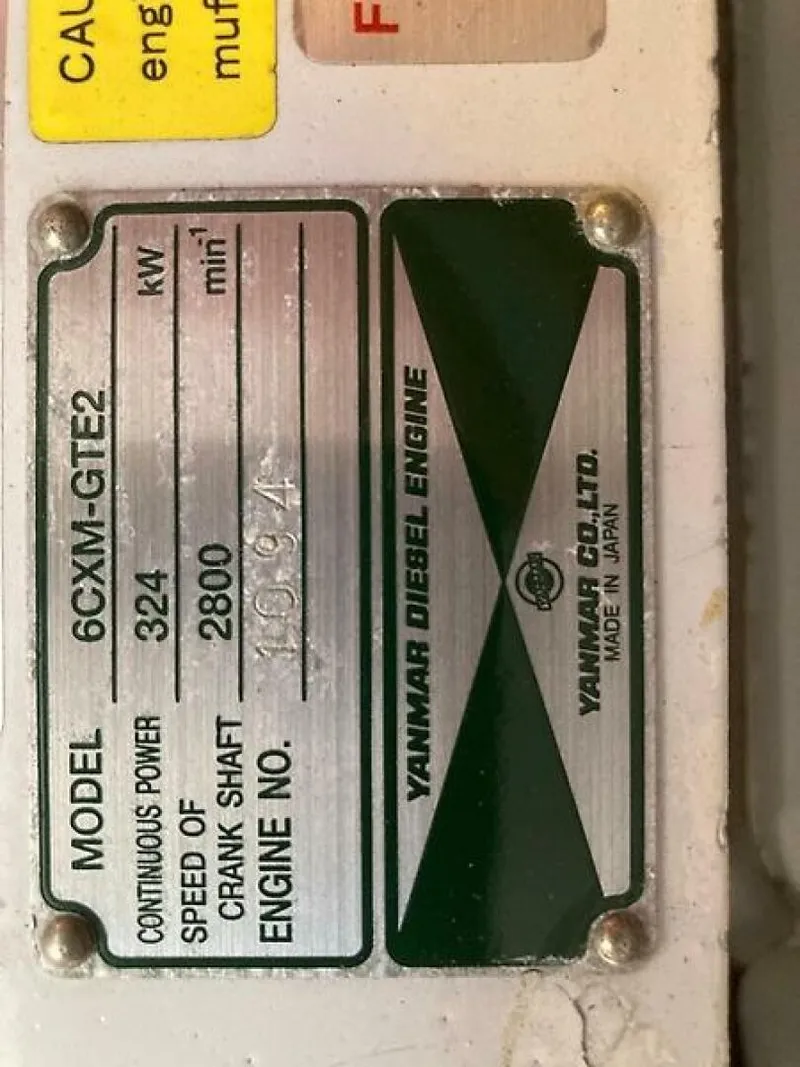 CAU
eng
muf
F
MODEL 6CXM-GTE2
CONTINUOUS POWER 324 kW
SPEED OF
CRANK SHAFT 2800 min-1
ENGINE NO. 1094
YANMAR DIESEL ENGINE
YANMAR CO.,LTD.
MADE IN JAPAN